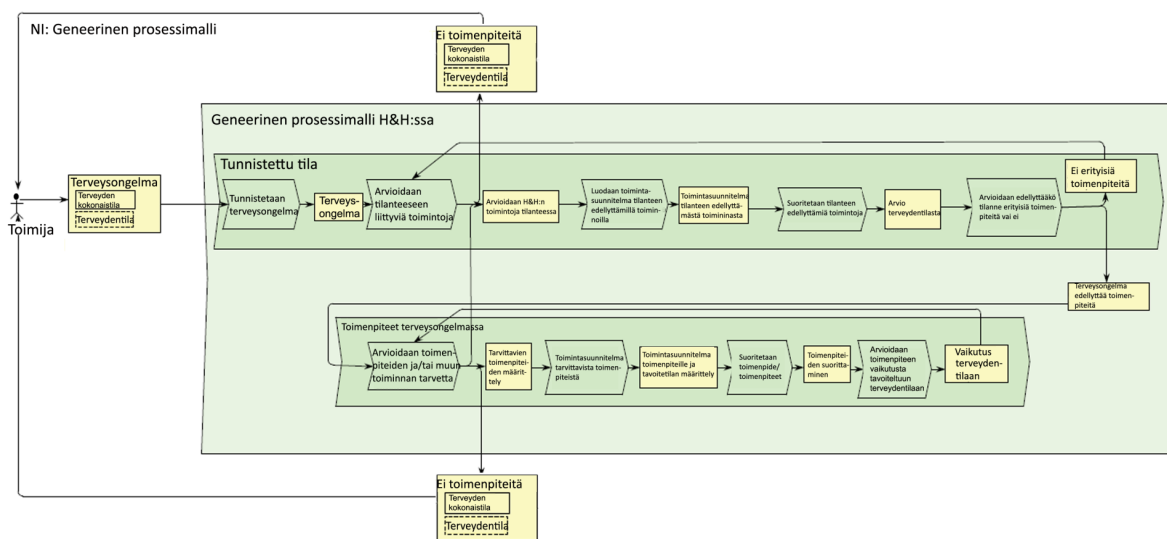 NI: Geneerinen prosessimalli
Ei toimenpiteitä
Terveyden
kokonaistila
Terveydentila
Geneerinen prosessimalli H&H:ssa
Tunnistettu tila
Toimija
Terveysongelma
Terveyden
kokonaistila
Terveydentila
Tunnistetaan
terveysongelma
Terveys-
ongelma
Arvioidaan
tilanteeseen
liittyviä toimintoja
Arvioidaan H&H:n
toimintoja tilanteessa
Luodaan toiminta-
suunnitelma tilanteen
edellyttämillä toimin-
noilla
Toimintasuunnitelma
tilanteen edellyttä-
mästä toimininasta
Suoritetaan tilanteen
edellyttämiä toimintoja
Arvio
terveydentilasta
Arvioidaan edellyttääkö
tilanne erityisiä toimen-
piteitä vai ei
Ei erityisiä
toimenpiteitä
Terveysongelma
edellyttää toimen-
piteitä
Toimenpiteet terveysongelmassa
Arvioidaan toimen-
piteiden ja/tai muun
toiminnan tarvetta
Tarvittavien
toimenpitei-
den määritte-
tely
Toimintasuunnitelma
tarvittavista toimen-
piteistä
Toimintasuunnitelma
toimenpiteille ja
tavoitetilan määrittely
Suoritetaan
toimenpide/
toimenpiteet
Toimenpitei-
den suoritta-
minen
Arvioidaan
toimenpiteen
vaikutusta
tavoiteltuun
terveydentilaan
Vaikutus
terveyden-
tilaan
Ei toimenpiteitä
Terveyden
kokonaistila
Terveydentila